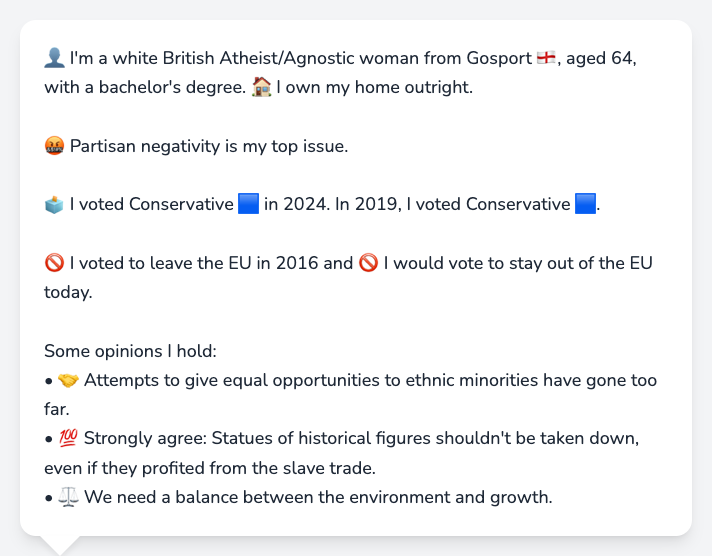 👤 I'm a white British Atheist/Agnostic woman from Gosport 🏴󠁧󠁢󠁥󠁮󠁧󠁿, aged 64,
with a bachelor's degree. 🏠 I own my home outright.
🤬 Partisan negativity is my top issue.
🗳️ I voted Conservative 🟦 in 2024. In 2019, I voted Conservative 🟦.
🚫 I voted to leave the EU in 2016 and 🚫 I would vote to stay out of the EU
today.
Some opinions I hold:
• 🤝 Attempts to give equal opportunities to ethnic minorities have gone too
far.
• 💯 Strongly agree: Statues of historical figures shouldn't be taken down,
even if they profited from the slave trade.
• ⚖️ We need a balance between the environment and growth.